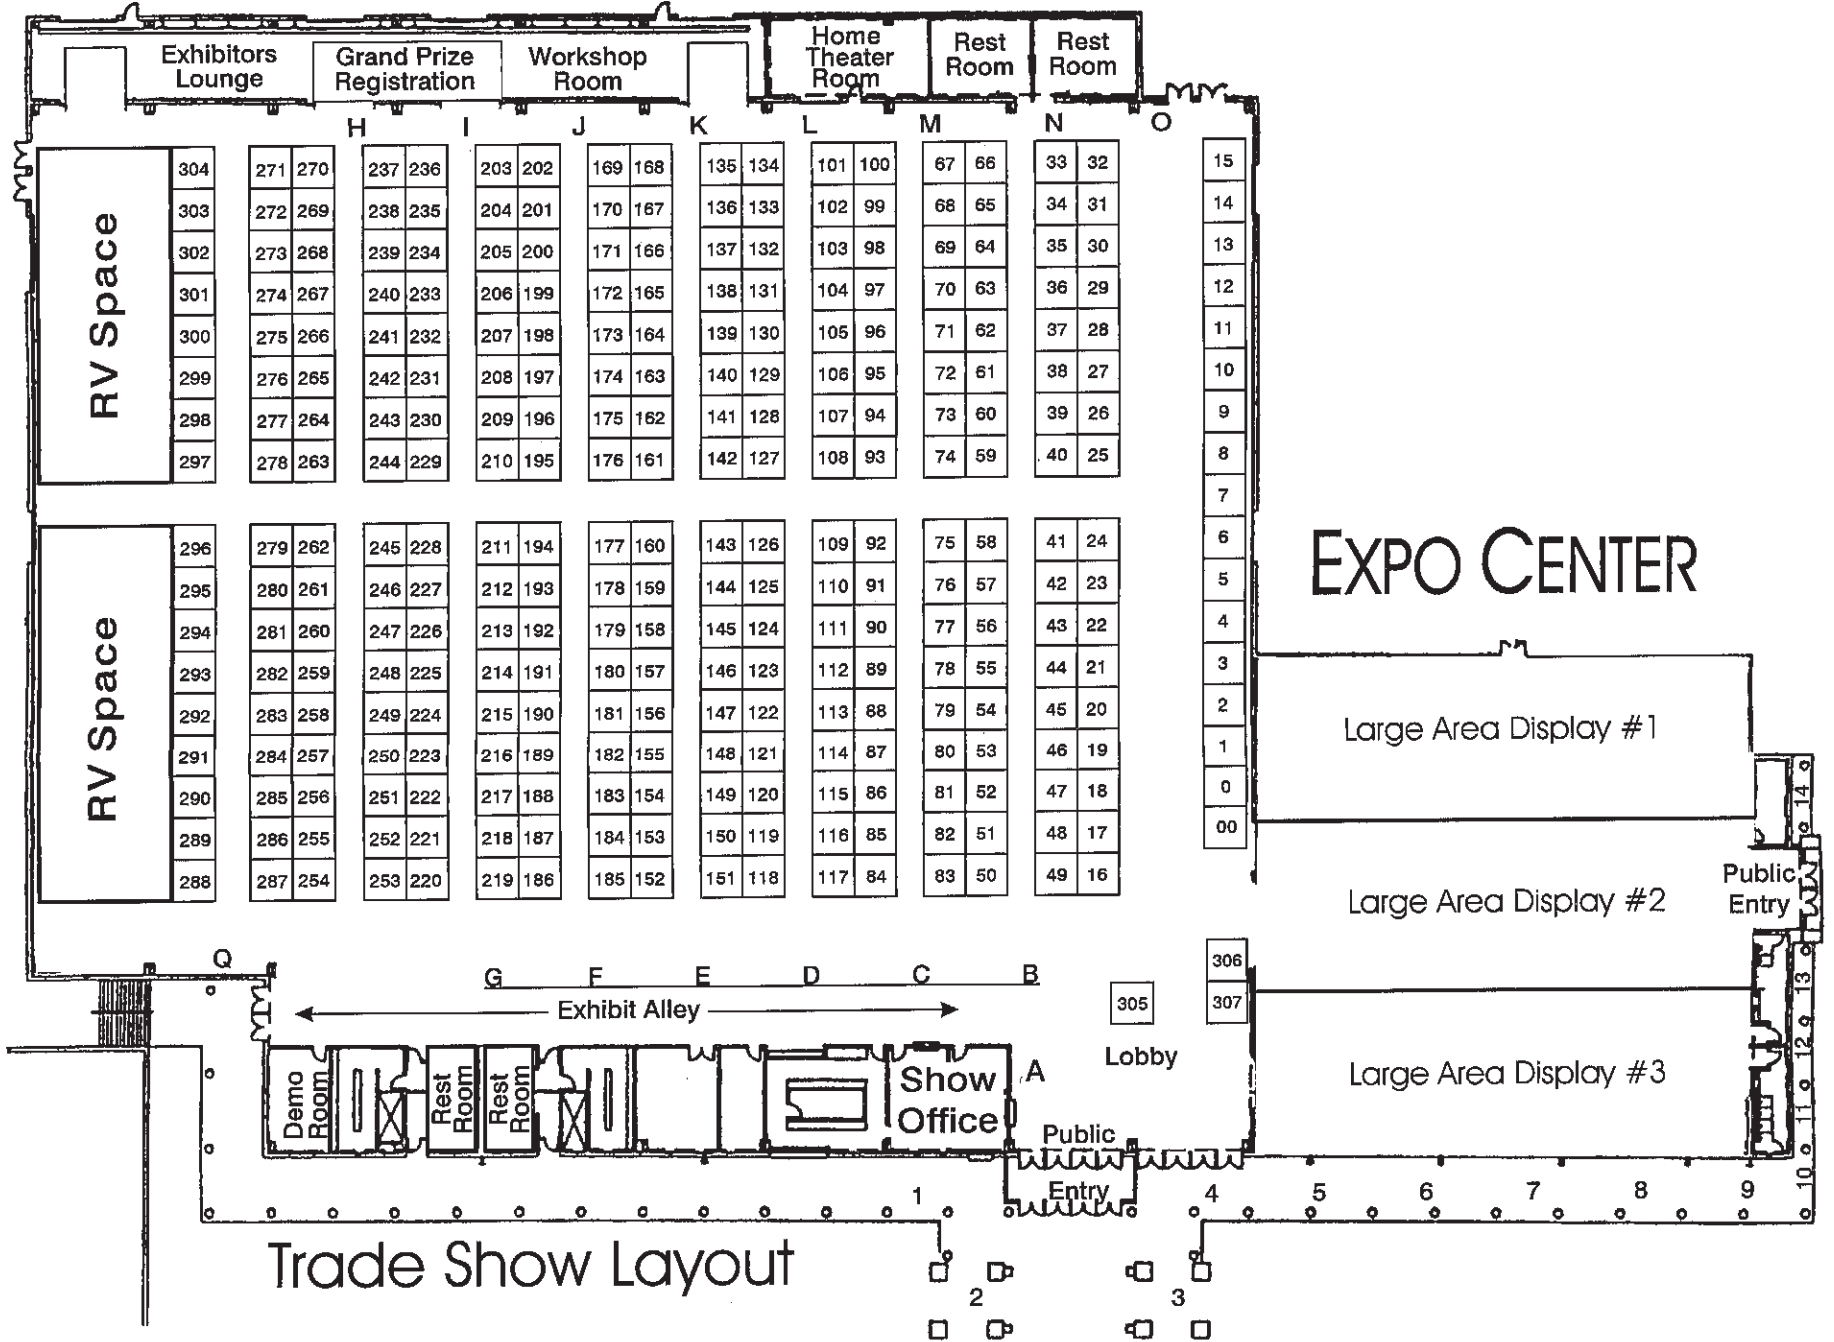 Exhibitors
Lounge
Grand Prize
Registration
Workshop
Room
Home
Theater
Room
Rest
Room
Rest
Room
H I J K L M N O
304 271 270 237 236 203 202 169 168 135 134 101 100 67 66 33 32 15
303 272 269 238 235 204 201 170 167 136 133 102 99 68 65 34 31 14
302 273 268 239 234 205 200 171 166 137 132 103 98 69 64 35 30 13
301 274 267 240 233 206 199 172 165 138 131 104 97 70 63 36 29 12
300 275 266 241 232 207 198 173 164 139 130 105 96 71 62 37 28 11
299 276 265 242 231 208 197 174 163 140 129 106 95 72 61 38 27 10
298 277 264 243 230 209 196 175 162 141 128 107 94 73 60 39 26 9
297 278 263 244 229 210 195 176 161 142 127 108 93 74 59 40 25 8
RV Space
7
296 279 262 245 228 211 194 177 160 143 126 109 92 75 58 41 24 6
295 280 261 246 227 212 193 178 159 144 125 110 91 76 57 42 23 5
294 281 260 247 226 213 192 179 158 145 124 111 90 77 56 43 22 4
293 282 259 248 225 214 191 180 157 146 123 112 89 78 55 44 21 3
292 283 258 249 224 215 190 181 156 147 122 113 88 79 54 45 20 2
291 284 257 250 223 216 189 182 155 148 121 114 87 80 53 46 19 1
290 285 256 251 222 217 188 183 154 149 120 115 86 81 52 47 18 0
289 286 255 252 221 218 187 184 153 150 119 116 85 82 51 48 17 00
288 287 254 253 220 219 186 185 152 151 118 117 84 83 50 49 16
RV Space
EXPO CENTER
Large Area Display #1
Large Area Display #2
Public
Entry
Large Area Display #3
14
13
12
11
10
Q G F E D C B
Exhibit Alley
306
305 307
Lobby
A
Demo
Room
Rest
Room
Rest
Room
Show
Office
Public
Entry
1 4 5 6 7 8 9
2 3
Trade Show Layout